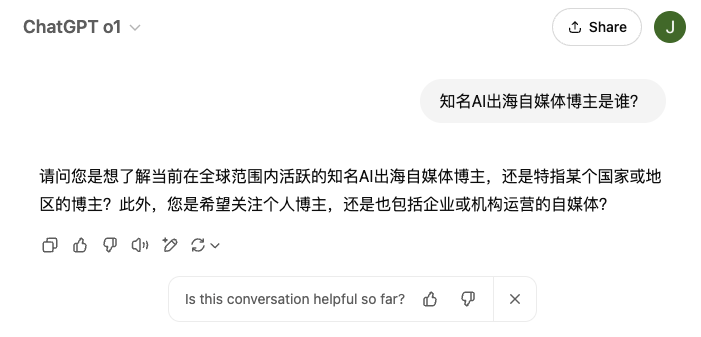 ChatGPT o1
Share
J
知名AI出海自媒体博主是谁？
请问您是想了解当前在全球范围内活跃的知名AI出海自媒体博主，还是特指某个国家或地
区的博主？此外，您是希望关注个人博主，还是也包括企业或机构运营的自媒体？
Is this conversation helpful so far?